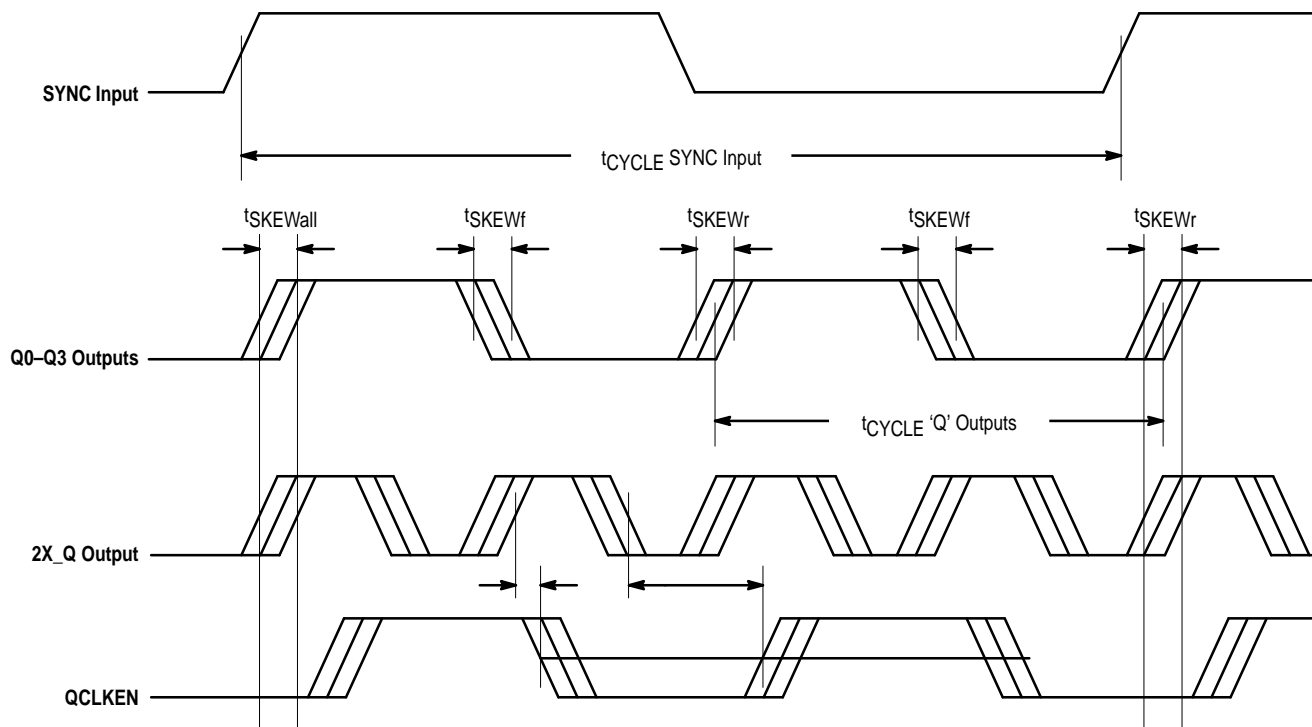 SYNC Input
tCYCLE SYNC Input
tSKEWall tSKEWf tSKEWr tSKEWf tSKEWr
Q0–Q3 Outputs
tCYCLE ‘Q’ Outputs
2X_Q Output
QCLKEN